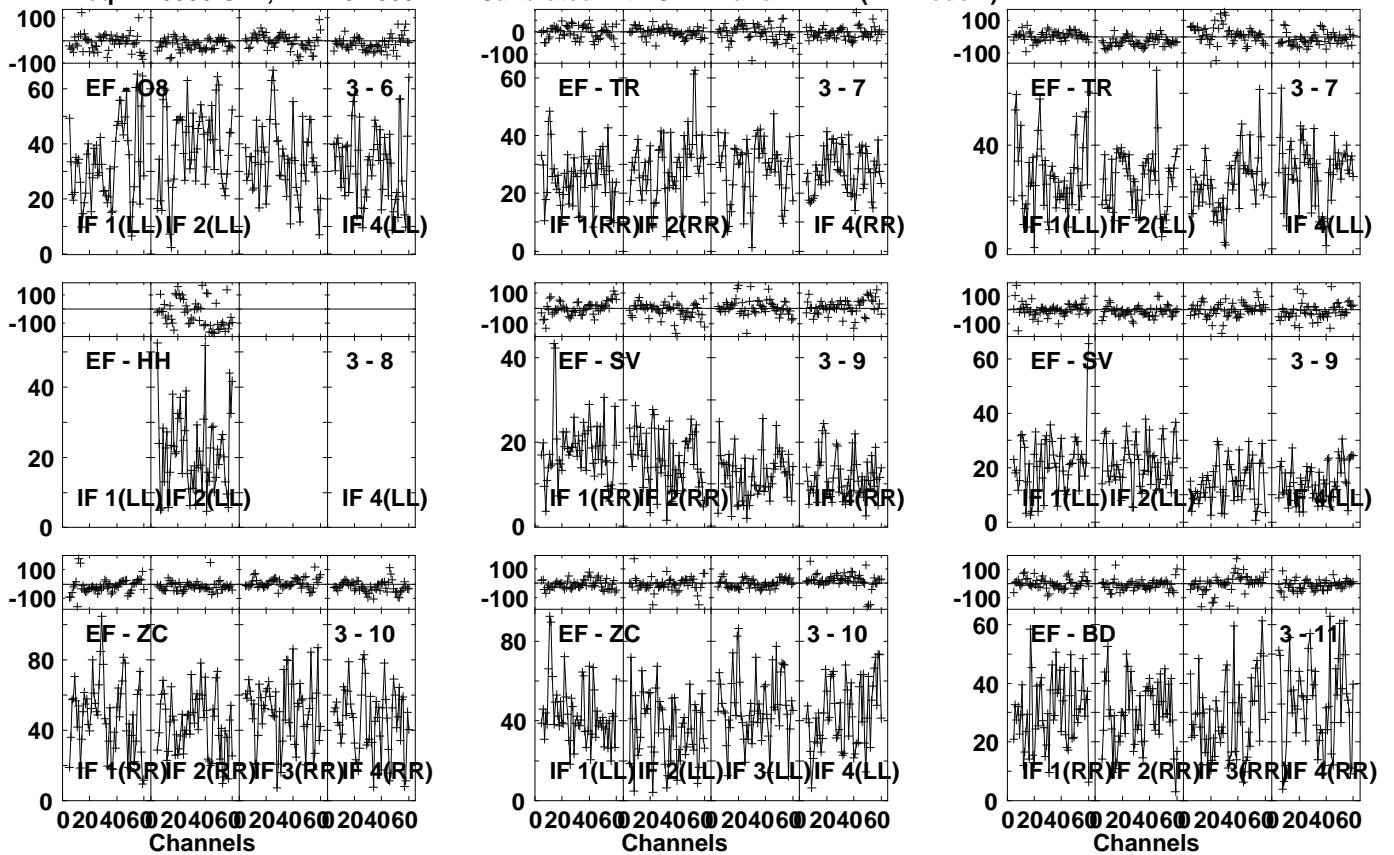 100
-100
EF - O8
3 - 6
60
40
20
0
IF 1(LL)
IF 2(LL)
IF 4(LL)
0
-100
EF - TR
3 - 7
60
40
20
0
IF 1(RR)
IF 2(RR)
IF 4(RR)
100
-100
EF - TR
3 - 7
40
0
IF 1(LL)
IF 2(LL)
IF 4(LL)
100
-100
EF - HH
3 - 8
40
20
0
IF 1(LL)
IF 2(LL)
IF 4(LL)
100
-100
EF - SV
3 - 9
40
20
0
IF 1(RR)
IF 2(RR)
IF 4(RR)
100
-100
EF - SV
3 - 9
60
40
20
0
IF 1(LL)
IF 2(LL)
IF 4(LL)
100
-100
EF - ZC
3 - 10
80
40
0
IF 1(RR)
IF 2(RR)
IF 3(RR)
IF 4(RR)
0 20 40 60 0 20 40 60 0 20 40 60 0 20 40 60
Channels
100
-100
EF - ZC
3 - 10
80
40
0
IF 1(LL)
IF 2(LL)
IF 3(LL)
IF 4(LL)
0 20 40 60 0 20 40 60 0 20 40 60 0 20 40 60
Channels
100
-100
EF - BD
3 - 11
60
40
20
0
IF 1(RR)
IF 2(RR)
IF 3(RR)
IF 4(RR)
0 20 40 60 0 20 40 60 0 20 40 60 0 20 40 60
Channels